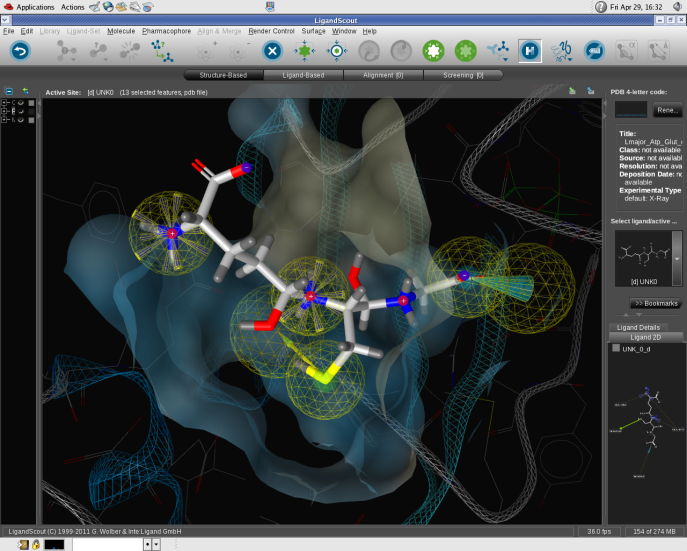 Applications Actions
Fri Apr 29, 16:32
LigandScout
File Edit Library Ligand-Set Molecule Pharmacophore Align & Merge Render Control Surface Window Help
Structure-Based Ligand-Based Alignment [0] Screening [0]
Active Site: [d] UNK0 (13 selected features, pdb file)
PDB 4-letter code:
Rene...
Title:
Lmajor_Atp_Glut_
Class: not available
Source: not availabl
Resolution: not ava
Deposition Date: nc
available
Experimental Type
default: X-Ray
Select ligand/active ...
[d] UNK0
>> Bookmarks
Ligand Details
Ligand 2D
UNK_0_d
LigandScout (C) 1999-2011 G. Wolber & Inte:Ligand GmbH
36.0 fps
154 of 274 MB